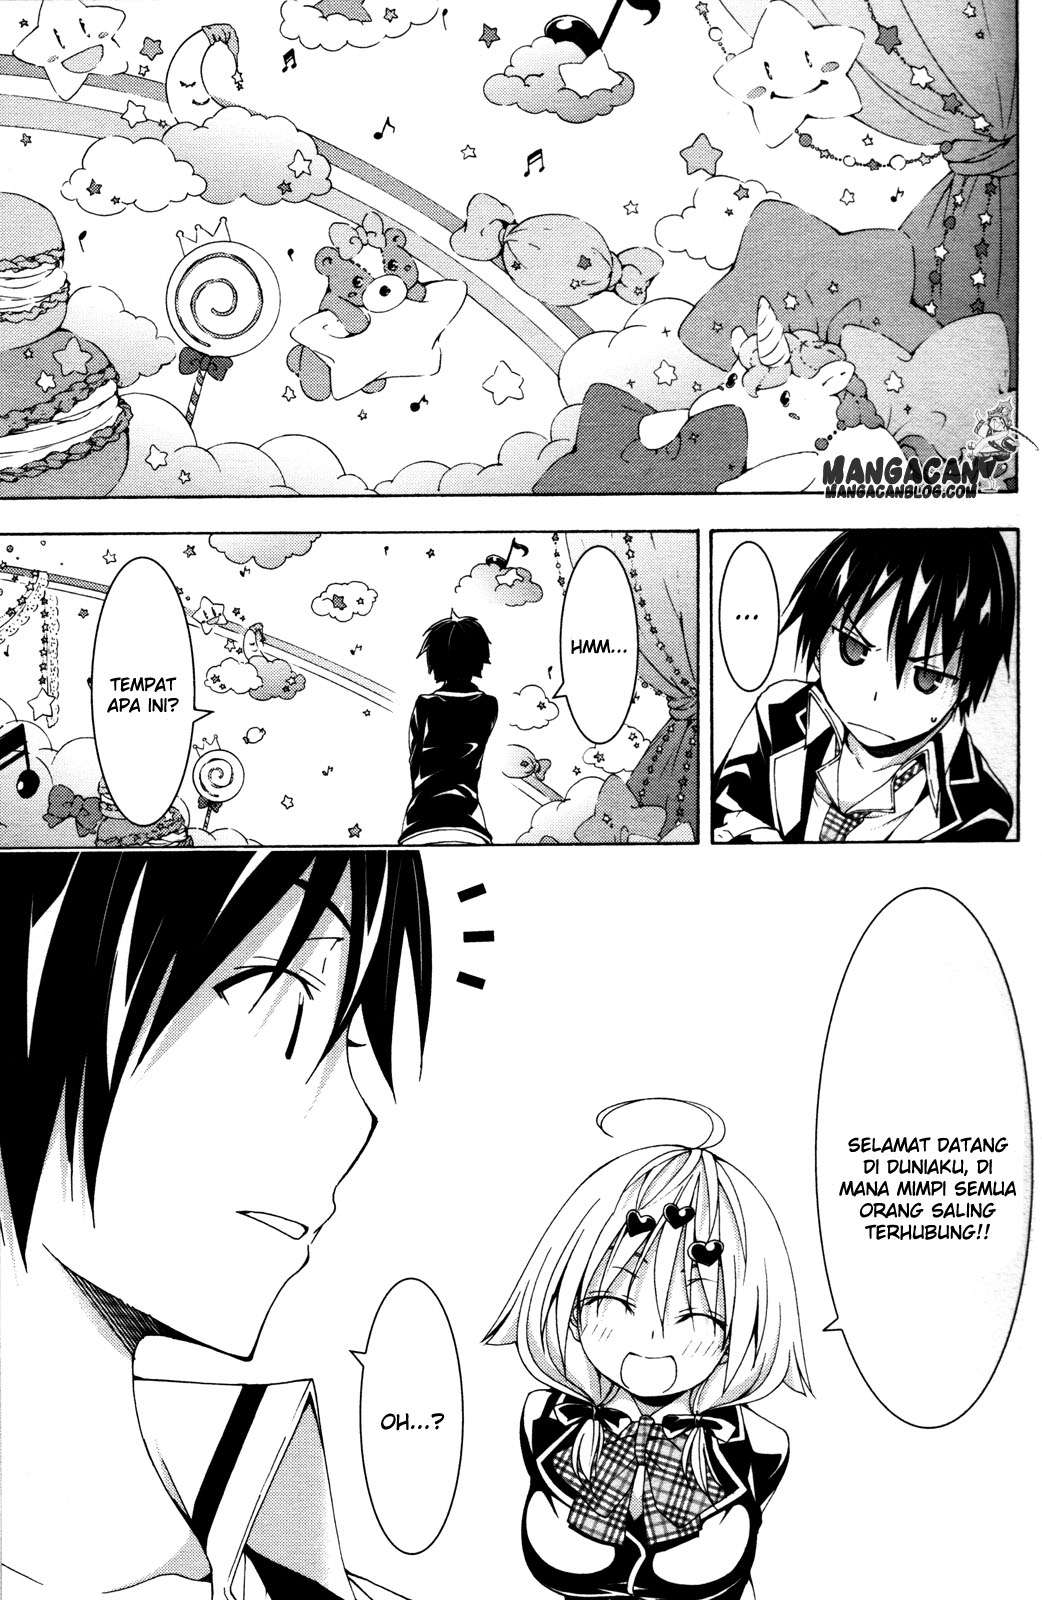 MANGACAN
MANGACANBLOG.COM
...
HMM...
TEMPAT
APA INI?
SELAMAT DATANG
DI DUNIAKU, DI
MANA MIMPI SEMUA
ORANG SALING
TERHUBUNG!!
OH...?